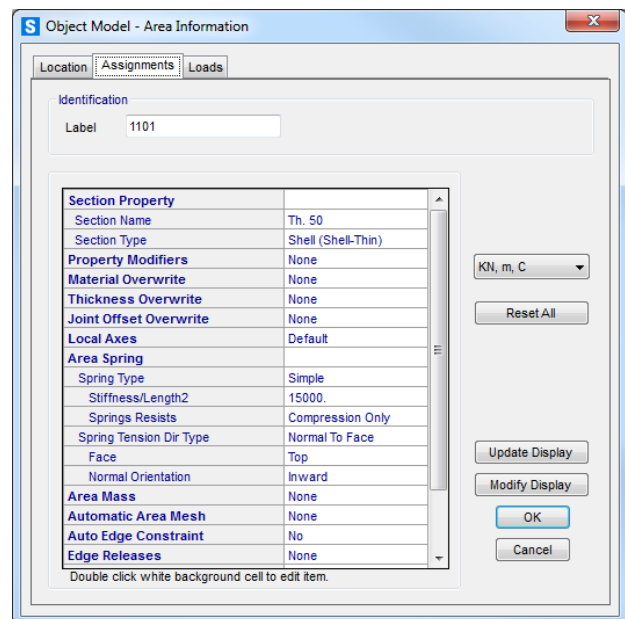 S Object Model - Area Information
X
Location Assignments Loads
Identification
Label 1101
Section Property
Section Name Th. 50
Section Type Shell (Shell-Thin)
Property Modifiers None
Material Overwrite None
Thickness Overwrite None
Joint Offset Overwrite None
Local Axes Default
Area Spring
Spring Type Simple
Stiffness/Length2 15000.
Springs Resists Compression Only
Spring Tension Dir Type Normal To Face
Face Top
Normal Orientation Inward
Area Mass None
Automatic Area Mesh None
Auto Edge Constraint No
Edge Releases None
Double click white background cell to edit item.
KN, m, C
Reset All
Update Display
Modify Display
OK
Cancel